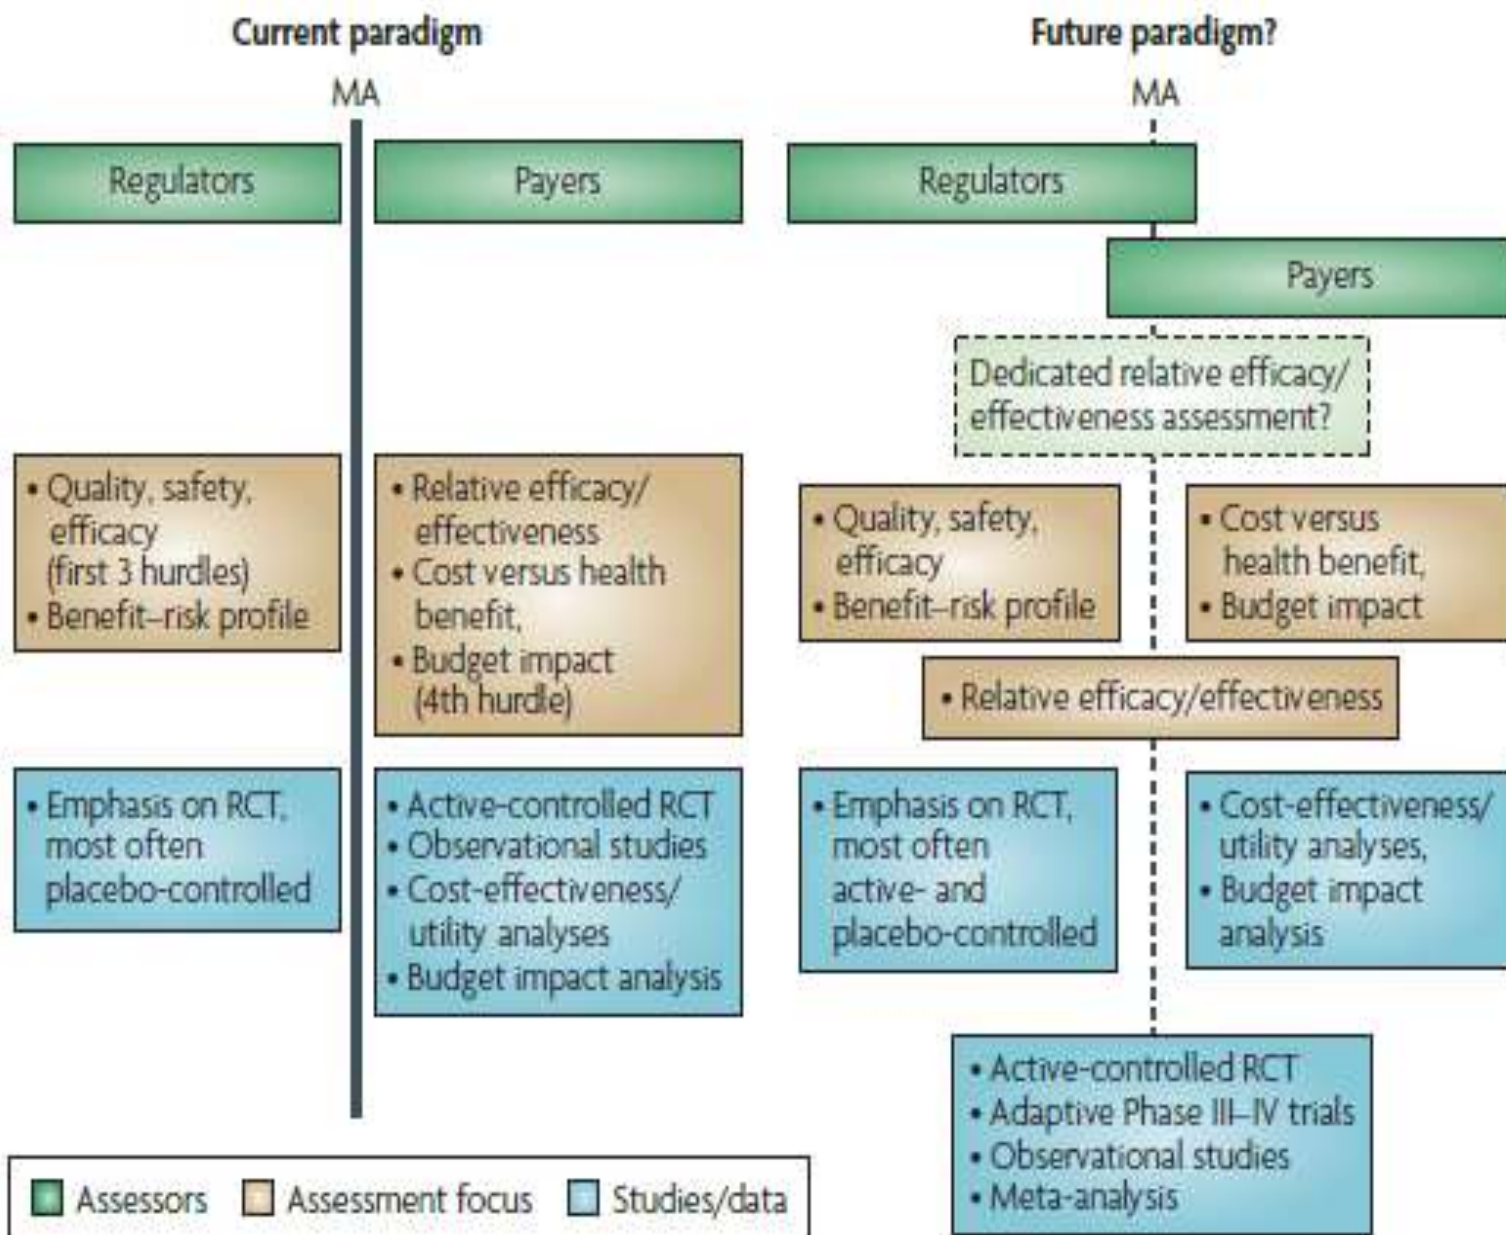 Current paradigm
MA
Regulators
Payers
• Quality, safety,
efficacy
(first 3 hurdles)
• Benefit–risk profile
• Relative efficacy/
effectiveness
• Cost versus health
benefit,
• Budget impact
(4th hurdle)
• Emphasis on RCT,
most often
placebo-controlled
• Active-controlled RCT
• Observational studies
• Cost-effectiveness/
utility analyses
• Budget impact analysis
Future paradigm?
MA
Regulators
Payers
Dedicated relative efficacy/
effectiveness assessment?
• Quality, safety,
efficacy
• Benefit–risk profile
• Cost versus
health benefit,
• Budget impact
• Relative efficacy/effectiveness
• Emphasis on RCT,
most often
active- and
placebo-controlled
• Cost-effectiveness/
utility analyses,
• Budget impact
analysis
• Active-controlled RCT
• Adaptive Phase III–IV trials
• Observational studies
• Meta-analysis
Assessors
Assessment focus
Studies/data